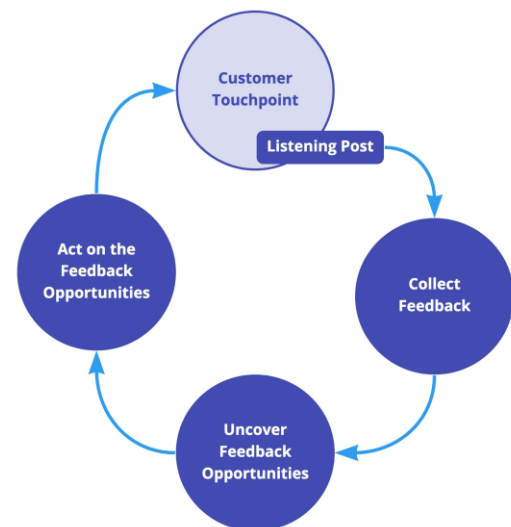 Customer
Touchpoint
Listening Post
Collect
Feedback
Uncover
Feedback
Opportunities
Act on the
Feedback
Opportunities